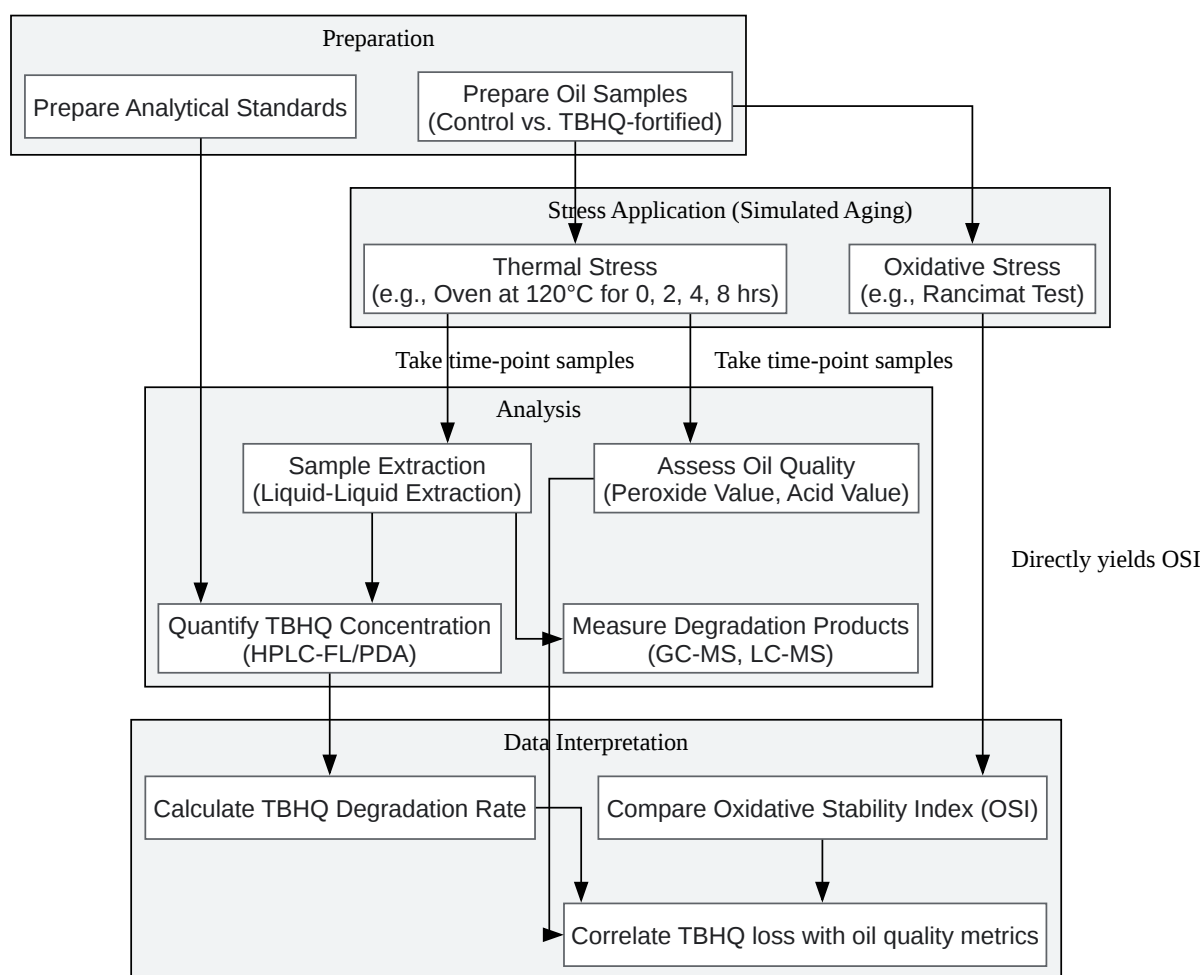 Preparation
Prepare Analytical Standards
Prepare Oil Samples
(Control vs. TBHQ-fortified)
Stress Application (Simulated Aging)
Thermal Stress
(e.g., Oven at 120°C for 0, 2, 4, 8 hrs)
Oxidative Stress
(e.g., Rancimat Test)
Take time-point samples
Take time-point samples
Analysis
Sample Extraction
(Liquid-Liquid Extraction)
Assess Oil Quality
(Peroxide Value, Acid Value)
Directly yields OSI
Quantify TBHQ Concentration
(HPLC-FL/PDA)
Measure Degradation Products
(GC-MS, LC-MS)
Data Interpretation
Calculate TBHQ Degradation Rate
Compare Oxidative Stability Index (OSI)
Correlate TBHQ loss with oil quality metrics